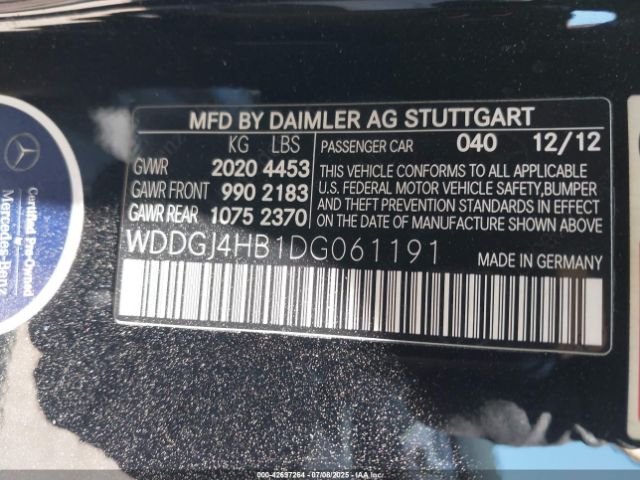 MFD BY DAIMLER AG STUTTGART
KG LBS
GVWR 2020 4453
GAWR FRONT 990 2183
GAWR REAR 1075 2370
PASSENGER CAR 040 12/12
THIS VEHICLE CONFORMS TO ALL APPLICABLE
U.S. FEDERAL MOTOR VEHICLE SAFETY,BUMPER
AND THEFT PREVENTION STANDARDS IN EFFECT
ON THE DATE OF MANUFACTURE SHOWN ABOVE
WDDGJ4HB1DG061191
MADE IN GERMANY
Certified Pre-Owned
Mercedes-Benz
000-42697264 - 07/08/2025 - IAAI.COM